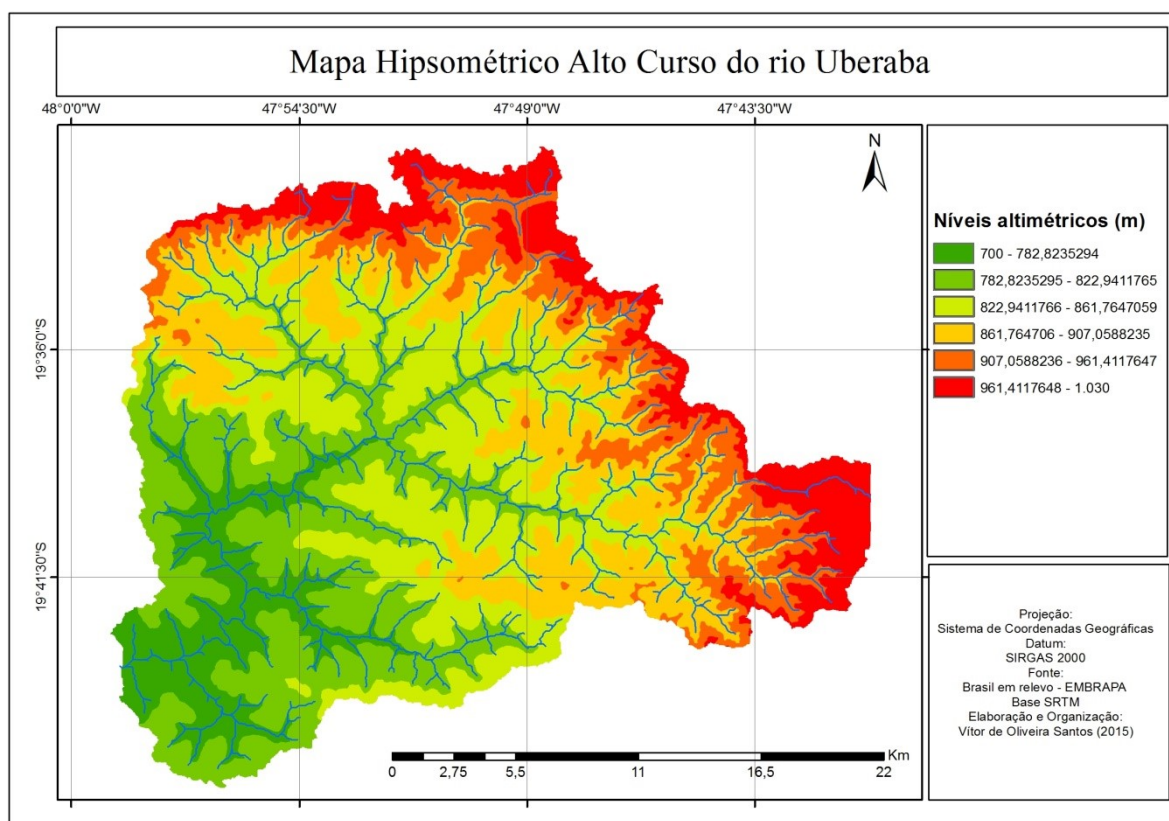 Mapa Hipsométrico Alto Curso do rio Uberaba
48°0'0"W
47°54'30"W
47°49'0"W
47°43'30"W
N
19°36'0"S
19°41'30"S
Níveis altimétricos (m)
700 - 782,8235294
782,8235295 - 822,9411765
822,9411766 - 861,7647059
861,764706 - 907,0588235
907,0588236 - 961,4117647
961,4117648 - 1.030
Km
0 2,75 5,5 11 16,5 22
Projeção:
Sistema de Coordenadas Geográficas
Datum:
SIRGAS 2000
Fonte:
Brasil em relevo - EMBRAPA
Base SRTM
Elaboração e Organização:
Vítor de Oliveira Santos (2015)